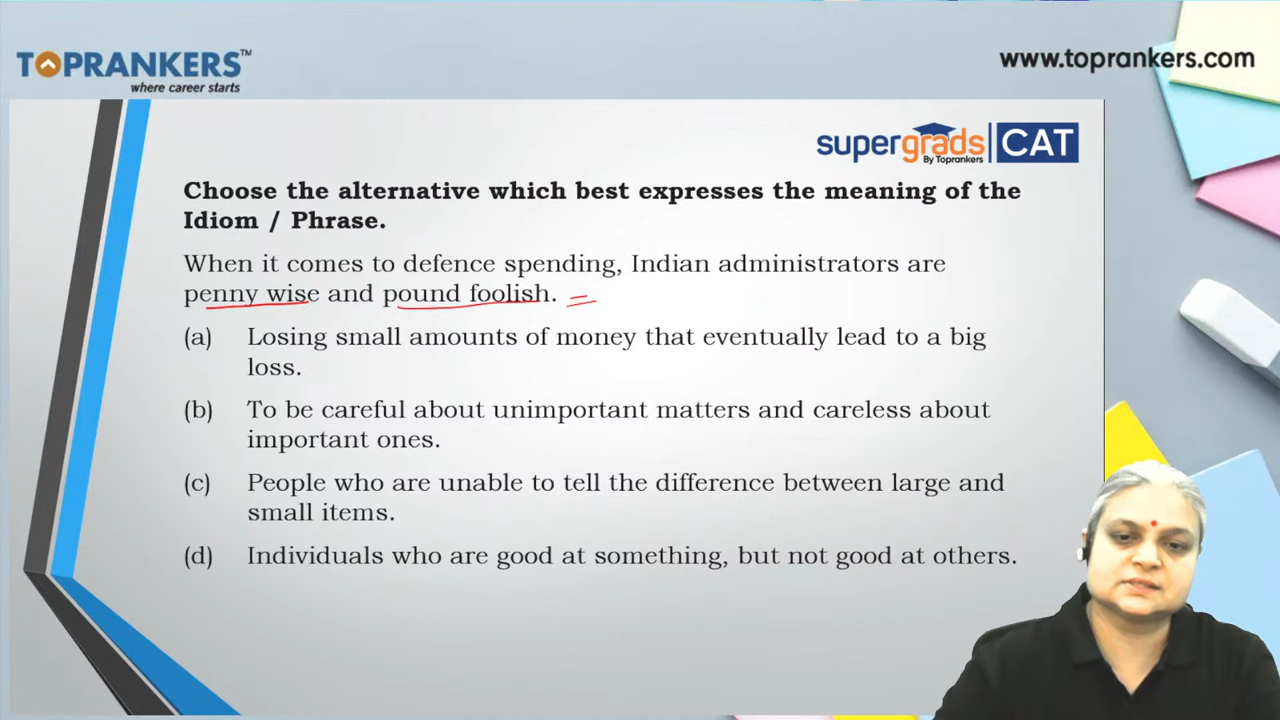 TOPRANKERS™
where career starts
www.toprankers.com
supergrads | CAT
By Toprankers
Choose the alternative which best expresses the meaning of the
Idiom / Phrase.
When it comes to defence spending, Indian administrators are
penny wise and pound foolish. =
(a) Losing small amounts of money that eventually lead to a big
loss.
(b) To be careful about unimportant matters and careless about
important ones.
(c) People who are unable to tell the difference between large and
small items.
(d) Individuals who are good at something, but not good at others.